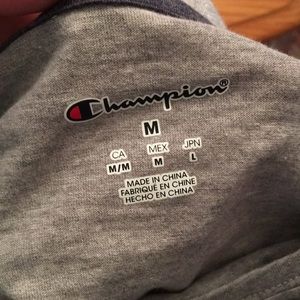 Champion®
M
CA MEX JPN
M/M M L
MADE IN CHINA
FABRIQUÉ EN CHINE
HECHO EN CHINA